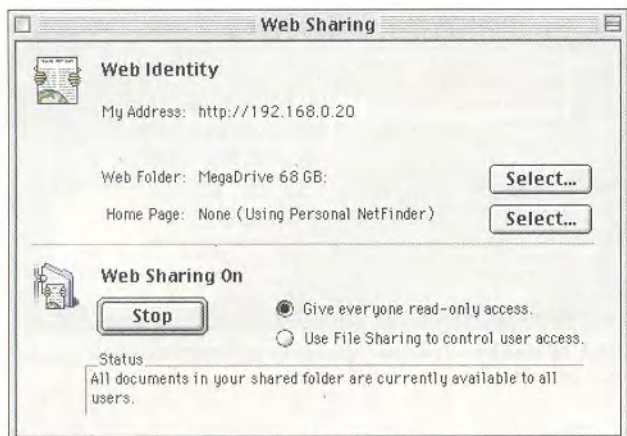 Web Sharing
Web Identity
My Address: http://192.168.0.20
Web Folder: MegaDrive 68 GB:
Select...
Home Page: None (Using Personal NetFinder)
Select...
Web Sharing On
Stop
Give everyone read-only access.
Use File Sharing to control user access.
Status
All documents in your shared folder are currently available to all
users.